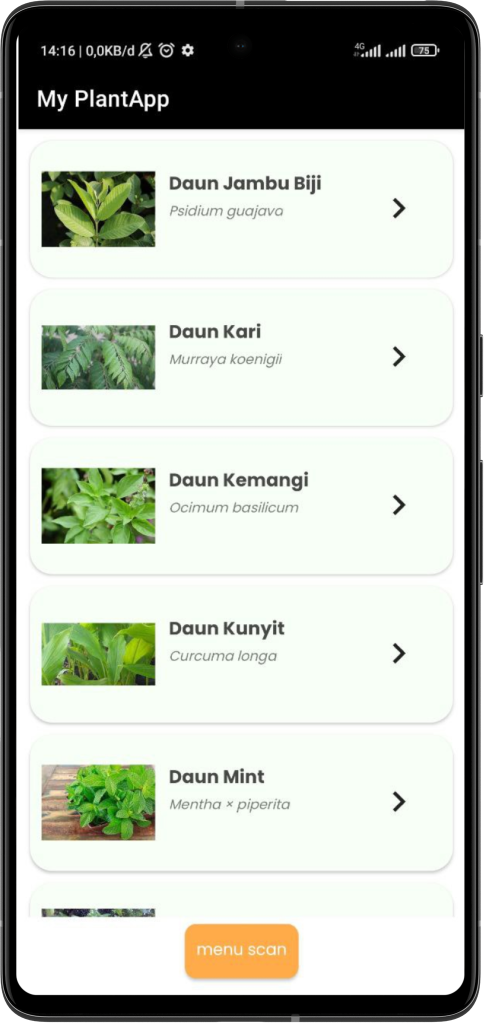 14:16 | 0,0KB/d
4G
75
My PlantApp
Daun Jambu Biji
Psidium guajava
Daun Kari
Murraya koenigii
Daun Kemangi
Ocimum basilicum
Daun Kunyit
Curcuma longa
Daun Mint
Mentha × piperita
menu scan